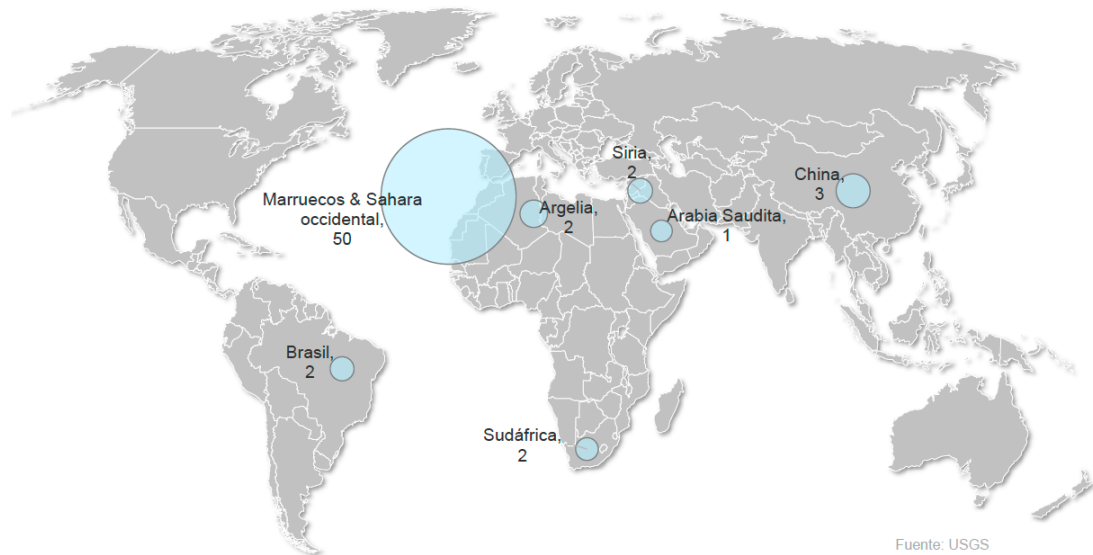 Siria,
2
China,
3
Marruecos & Sahara
occidental,
50
Argelia,
2
Arabia Saudita,
1
Brasil,
2
Sudáfrica,
2
Fuente: USGS